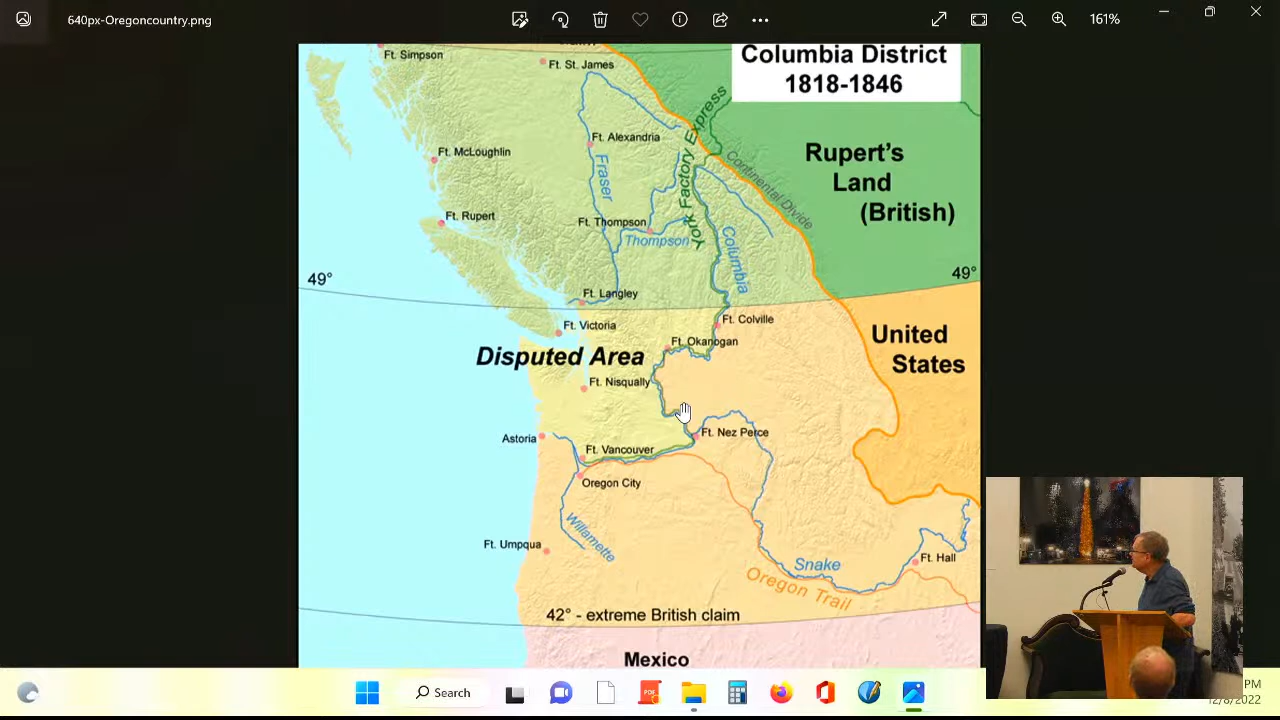 640px-Oregoncountry.png
161%
Columbia District
1818-1846
Ft. Simpson
Ft. St. James
Ft. Alexandria
York Factory Express
Continental Divide
Rupert's
Land
(British)
Ft. McLoughlin
Fraser
Ft. Rupert
Ft. Thompson
Thompson
Columbia
49°
49°
Ft. Langley
Ft. Victoria
Ft. Colville
United
States
Ft. Okanogan
Disputed Area
Ft. Nisqually
Astoria
Ft. Nez Perce
Ft. Vancouver
Oregon City
Willamette
Ft. Umpqua
Snake
Ft. Hall
Oregon Trail
42° - extreme British claim
Mexico
Search
PDF
PM
12/8/2022